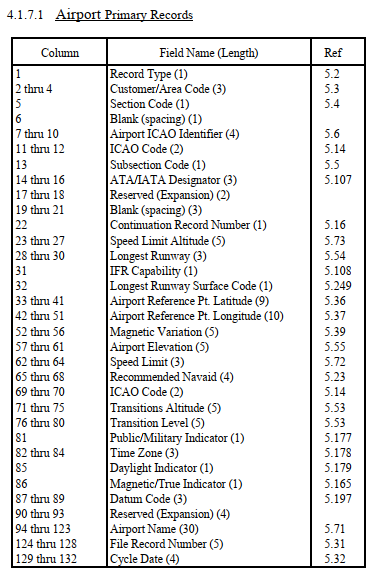 4.1.7.1 Airport Primary Records
Column Field Name (Length) Ref
1 Record Type (1) 5.2
2 thru 4 Customer/Area Code (3) 5.3
5 Section Code (1) 5.4
6 Blank (spacing) (1)
7 thru 10 Airport ICAO Identifier (4) 5.6
11 thru 12 ICAO Code (2) 5.14
13 Subsection Code (1) 5.5
14 thru 16 ATA/IATA Designator (3) 5.107
17 thru 18 Reserved (Expansion) (2)
19 thru 21 Blank (spacing) (3)
22 Continuation Record Number (1) 5.16
23 thru 27 Speed Limit Altitude (5) 5.73
28 thru 30 Longest Runway (3) 5.54
31 IFR Capability (1) 5.108
32 Longest Runway Surface Code (1) 5.249
33 thru 41 Airport Reference Pt. Latitude (9) 5.36
42 thru 51 Airport Reference Pt. Longitude (10) 5.37
52 thru 56 Magnetic Variation (5) 5.39
57 thru 61 Airport Elevation (5) 5.55
62 thru 64 Speed Limit (3) 5.72
65 thru 68 Recommended Navaid (4) 5.23
69 thru 70 ICAO Code (2) 5.14
71 thru 75 Transitions Altitude (5) 5.53
76 thru 80 Transition Level (5) 5.53
81 Public/Military Indicator (1) 5.177
82 thru 84 Time Zone (3) 5.178
85 Daylight Indicator (1) 5.179
86 Magnetic/True Indicator (1) 5.165
87 thru 89 Datum Code (3) 5.197
90 thru 93 Reserved (Expansion) (4)
94 thru 123 Airport Name (30) 5.71
124 thru 128 File Record Number (5) 5.31
129 thru 132 Cycle Date (4) 5.32